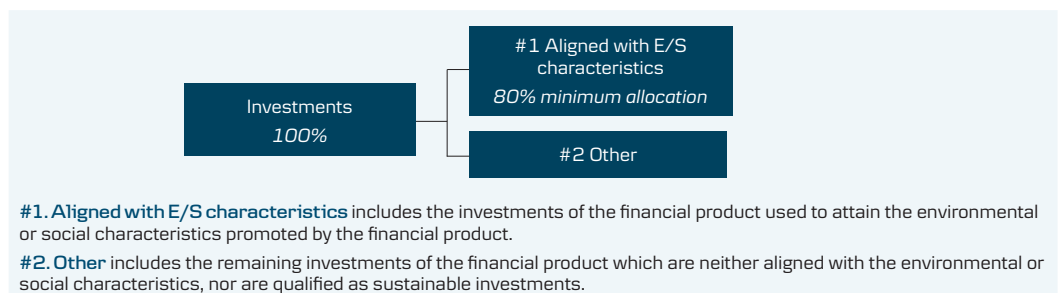 #1 Aligned with E/S
characteristics
80% minimum allocation
Investments
100%
#2 Other
#1. Aligned with E/S characteristics includes the investments of the financial product used to attain the environmental
or social characteristics promoted by the financial product.
#2. Other includes the remaining investments of the financial product which are neither aligned with the environmental or
social characteristics, nor are qualified as sustainable investments.